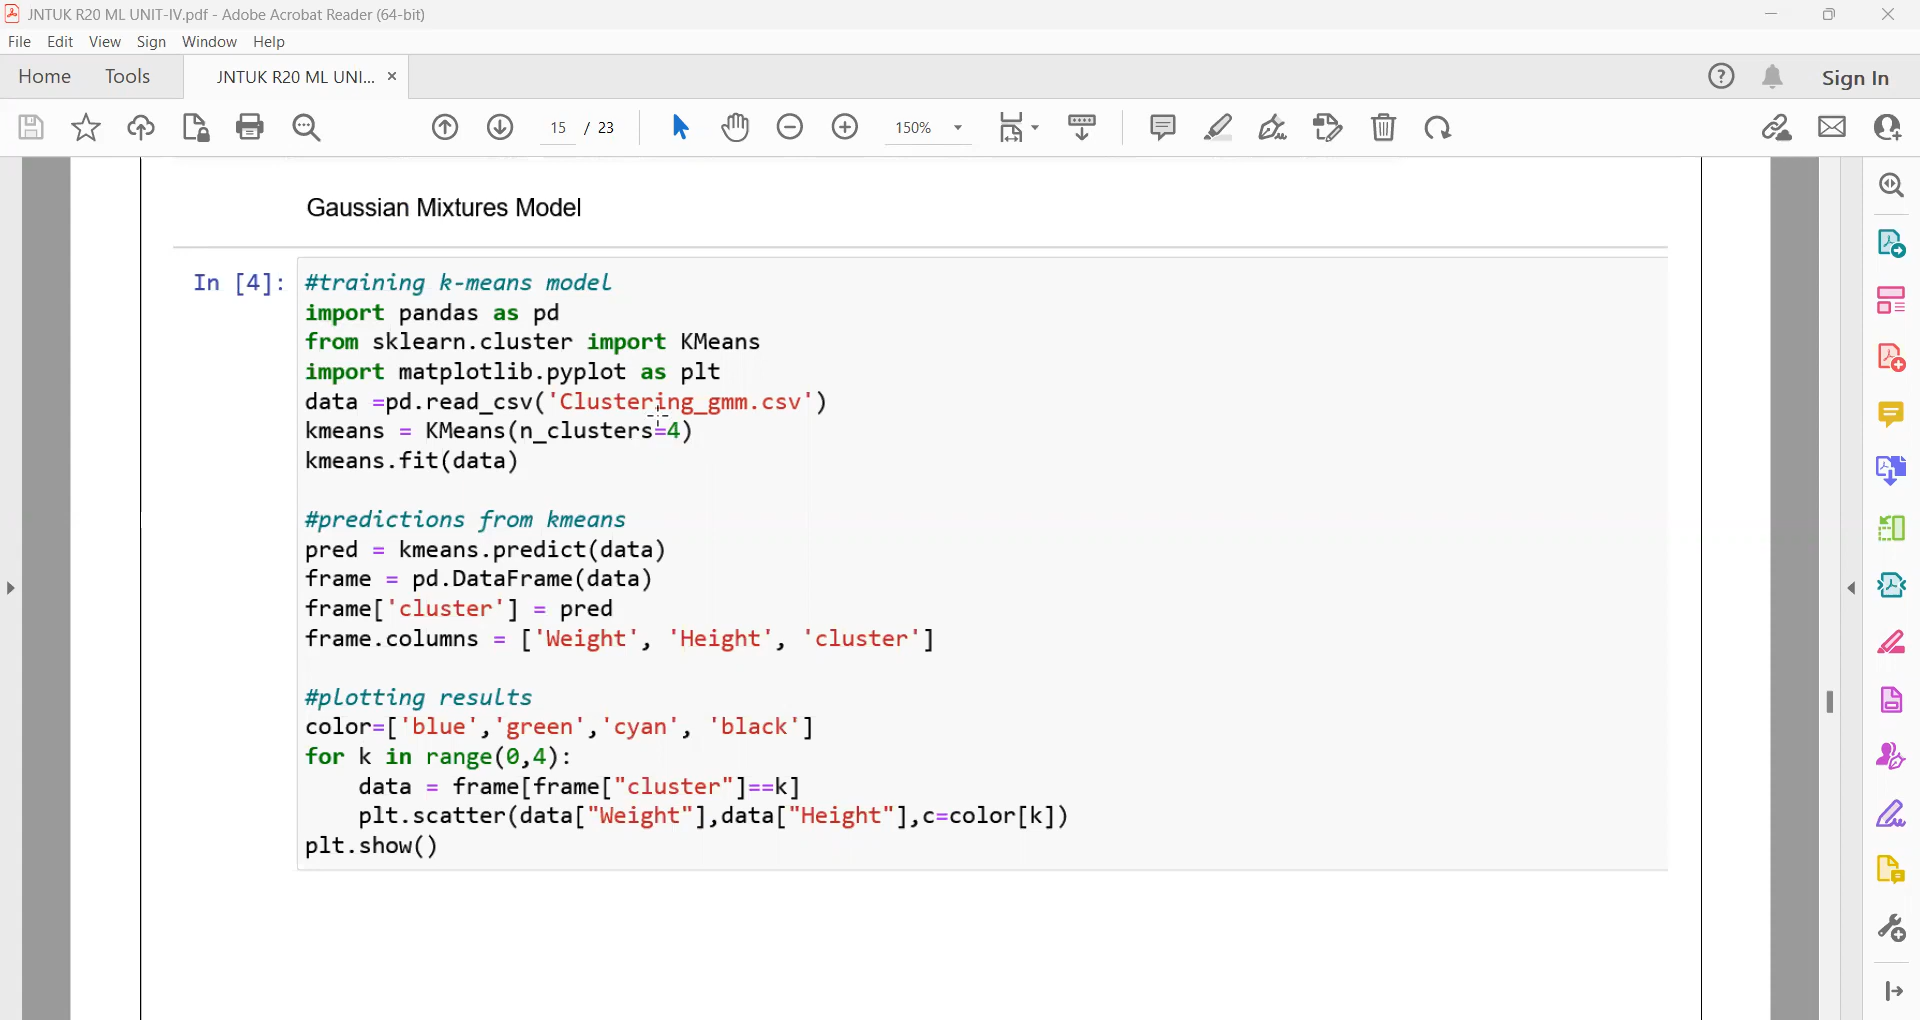 JNTUK R20 ML UNIT-IV.pdf - Adobe Acrobat Reader (64-bit)
File Edit View Sign Window Help
Home Tools JNTUK R20 ML UNI... × Sign In
15 / 23 150%
Gaussian Mixtures Model
In [4]: #training k-means model
import pandas as pd
from sklearn.cluster import KMeans
import matplotlib.pyplot as plt
data =pd.read_csv('Clustering_gmm.csv')
kmeans = KMeans(n_clusters=4)
kmeans.fit(data)
#predictions from kmeans
pred = kmeans.predict(data)
frame = pd.DataFrame(data)
frame['cluster'] = pred
frame.columns = ['Weight', 'Height', 'cluster']
#plotting results
color=['blue','green','cyan', 'black']
for k in range(0,4):
    data = frame[frame["cluster"]==k]
    plt.scatter(data["Weight"],data["Height"],c=color[k])
plt.show()